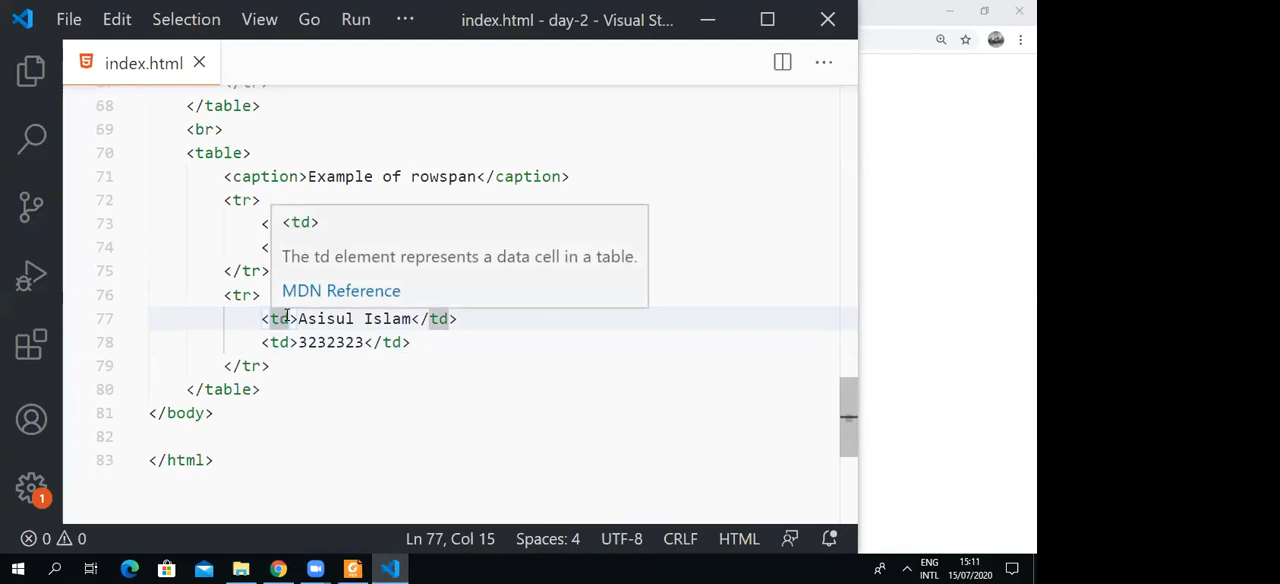 File Edit Selection View Go Run ··· index.html - day-2 - Visual St...
index.html
68 </table>
69 <br>
70 <table>
71 <caption>Example of rowspan</caption>
72 <tr>
73 <
74 <
75 </tr>
76 <tr>
<td>
The td element represents a data cell in a table.
MDN Reference
77 <td>Asisul Islam</td>
78 <td>3232323</td>
79 </tr>
80 </table>
81 </body>
82
83 </html>
1
0 0 Ln 77, Col 15 Spaces: 4 UTF-8 CRLF HTML
ENG 15:11
INTL 15/07/2020